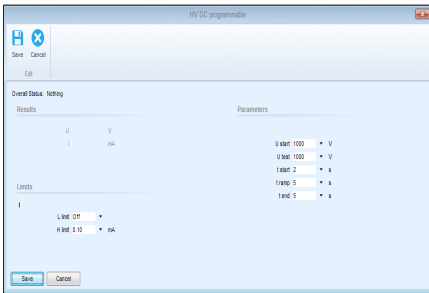 HV DC programmable
Save Cancel
Edit
Overall Status: Nothing
Results
U V
I mA
Limits
I
L limit Off
H limit 0.10 mA
Parameters
U start 1000 V
U test 1000 V
t start 2 s
t ramp 5 s
t end 5 s
Save Cancel